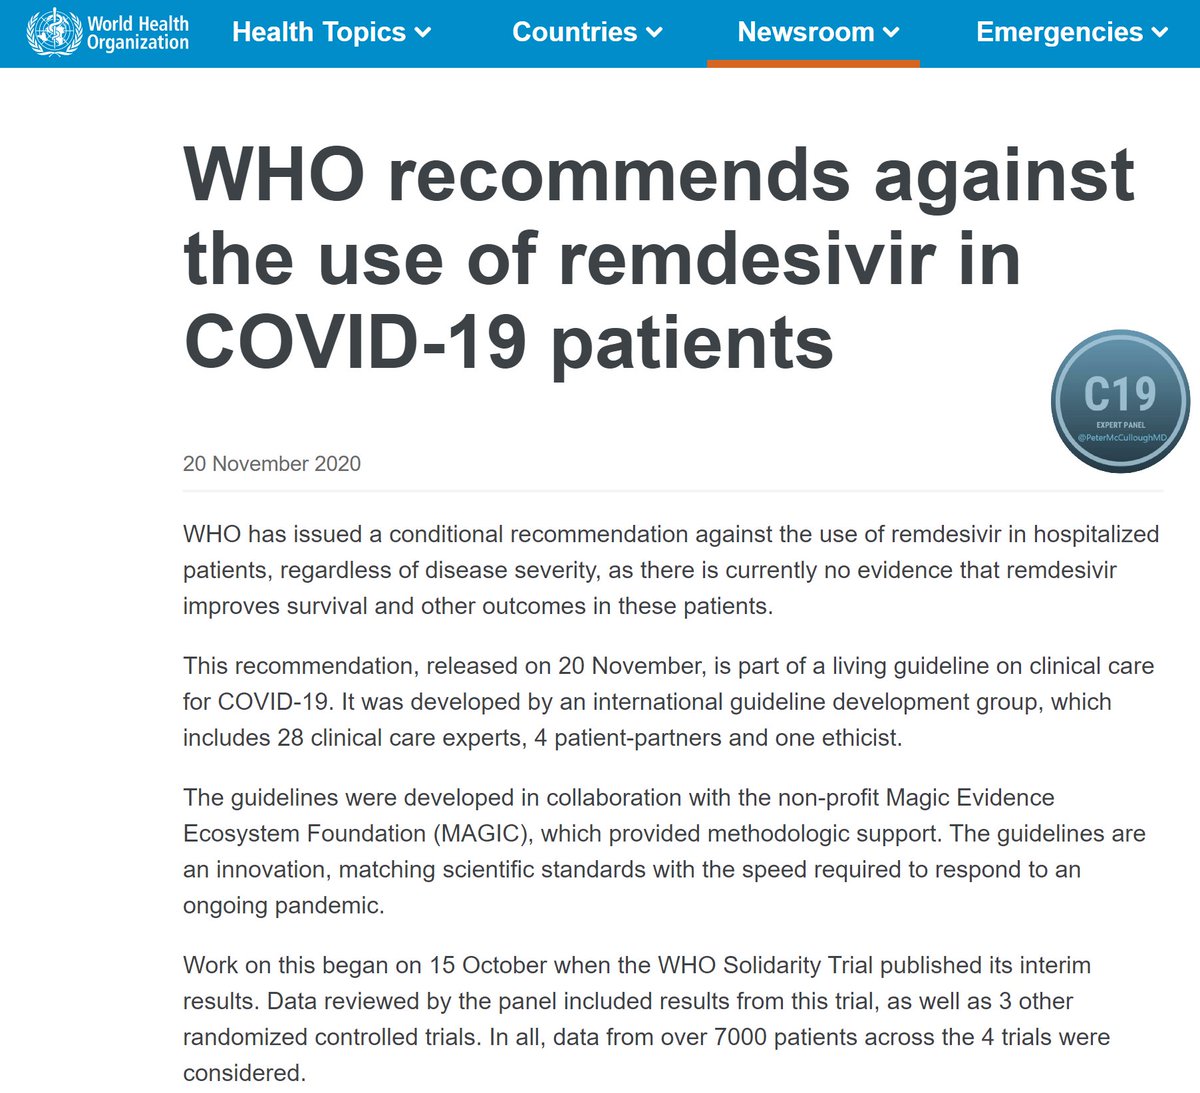 World Health
Organization
Health Topics
Countries
Newsroom
Emergencies
WHO recommends against
the use of remdesivir in
COVID-19 patients
C19
EXPERT PANEL
@PeterMcCulloughMD
20 November 2020
WHO has issued a conditional recommendation against the use of remdesivir in hospitalized
patients, regardless of disease severity, as there is currently no evidence that remdesivir
improves survival and other outcomes in these patients.
This recommendation, released on 20 November, is part of a living guideline on clinical care
for COVID-19. It was developed by an international guideline development group, which
includes 28 clinical care experts, 4 patient-partners and one ethicist.
The guidelines were developed in collaboration with the non-profit Magic Evidence
Ecosystem Foundation (MAGIC), which provided methodologic support. The guidelines are
an innovation, matching scientific standards with the speed required to respond to an
ongoing pandemic.
Work on this began on 15 October when the WHO Solidarity Trial published its interim
results. Data reviewed by the panel included results from this trial, as well as 3 other
randomized controlled trials. In all, data from over 7000 patients across the 4 trials were
considered.